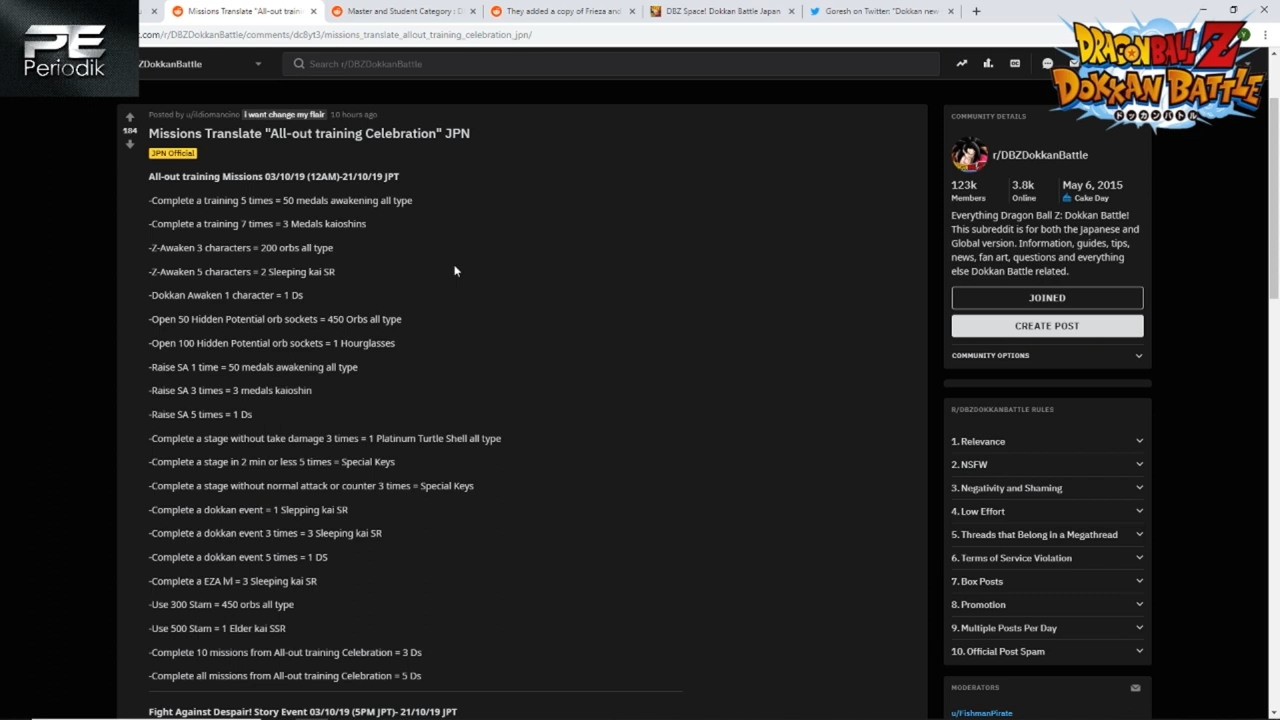 Missions Translate "All-out train
Master and Student Category : D
They added a copy of Frieza and
DBZ Space! Dokkan Battle Japan
Goresh on Twitter: "Dokkan nev
.com/r/DBZDokkanBattle/comments/dc8yt3/missions_translate_allout_training_celebration_jpn/
PE
Periodik
ZDokkanBattle
Search r/DBZDokkanBattle
DRAGON BALL Z
DOKKAN BATTLE
ドッカンバトル
184
Posted by u/ildiomancino i want change my flair 10 hours ago
Missions Translate "All-out training Celebration" JPN
JPN Official
All-out training Missions 03/10/19 (12AM)-21/10/19 JPT
-Complete a training 5 times = 50 medals awakening all type
-Complete a training 7 times = 3 Medals kaioshins
-Z-Awaken 3 characters = 200 orbs all type
-Z-Awaken 5 characters = 2 Sleeping kai SR
-Dokkan Awaken 1 character = 1 Ds
-Open 50 Hidden Potential orb sockets = 450 Orbs all type
-Open 100 Hidden Potential orb sockets = 1 Hourglasses
-Raise SA 1 time = 50 medals awakening all type
-Raise SA 3 times = 3 medals kaioshin
-Raise SA 5 times = 1 Ds
-Complete a stage without take damage 3 times = 1 Platinum Turtle Shell all type
-Complete a stage in 2 min or less 5 times = Special Keys
-Complete a stage without normal attack or counter 3 times = Special Keys
-Complete a dokkan event = 1 Slepping kai SR
-Complete a dokkan event 3 times = 3 Sleeping kai SR
-Complete a dokkan event 5 times = 1 DS
-Complete a EZA lvl = 3 Sleeping kai SR
-Use 300 Stam = 450 orbs all type
-Use 500 Stam = 1 Elder kai SSR
-Complete 10 missions from All-out training Celebration = 3 Ds
-Complete all missions from All-out training Celebration = 5 Ds
Fight Against Despair! Story Event 03/10/19 (5PM JPT)- 21/10/19 JPT
COMMUNITY DETAILS
r/DBZDokkanBattle
123k
3.8k
May 6, 2015
Members
Online
Cake Day
Everything Dragon Ball Z: Dokkan Battle!
This subreddit is for both the Japanese and
Global version. Information, guides, tips,
news, fan art, questions and everything
else Dokkan Battle related.
JOINED
CREATE POST
COMMUNITY OPTIONS
R/DBZDOKKANBATTLE RULES
1. Relevance
2. NSFW
3. Negativity and Shaming
4. Low Effort
5. Threads that Belong in a Megathread
6. Terms of Service Violation
7. Box Posts
8. Promotion
9. Multiple Posts Per Day
10. Official Post Spam
MODERATORS
u/FishmanPirate